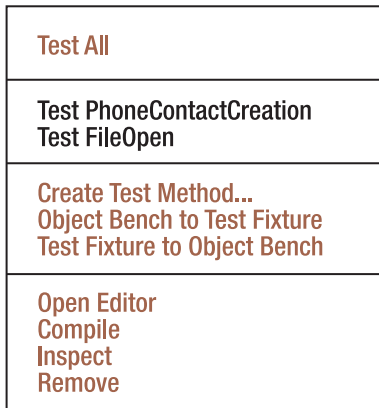 Test All
Test PhoneContactCreation
Test FileOpen
Create Test Method...
Object Bench to Test Fixture
Test Fixture to Object Bench
Open Editor
Compile
Inspect
Remove